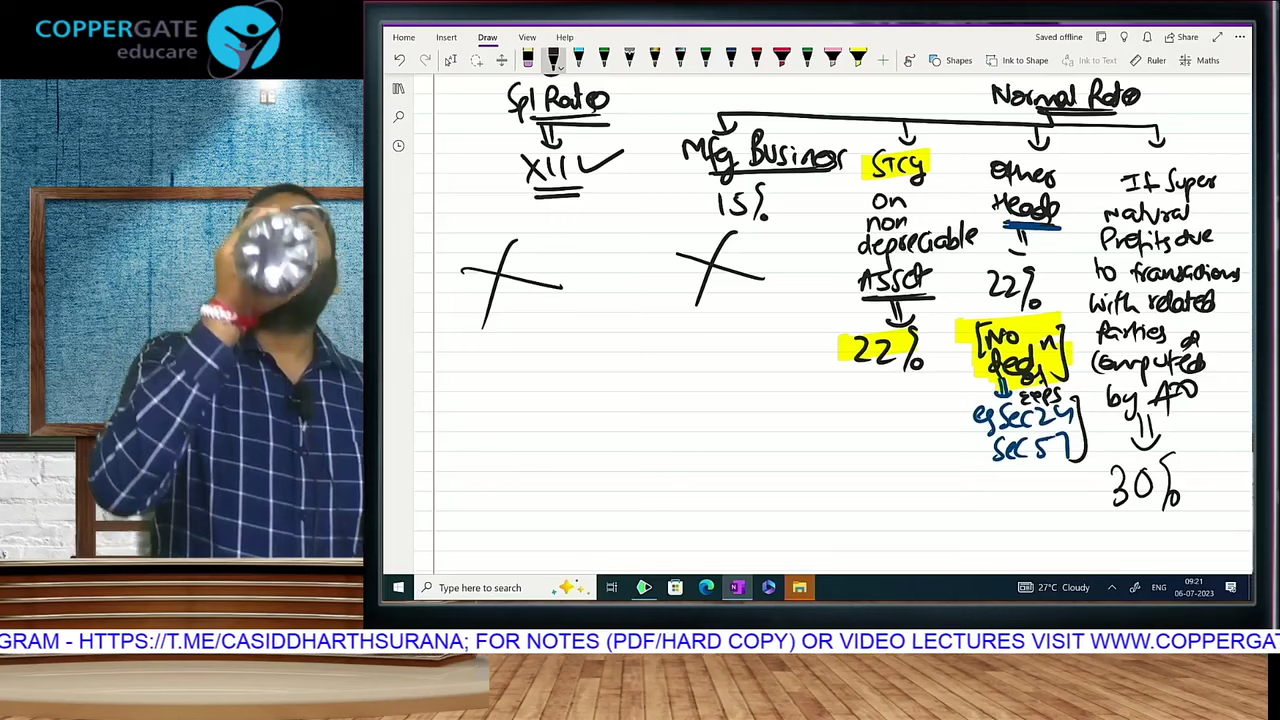 COPPERGATE
educare
Home Insert Draw View Help
Saved offline
Share
Shapes
Ink to Shape
Ink to Text
Ruler
Maths
Spl Rates
XII
Normal Rate
Mfg Business
15%
STCG
on
non
depreciable
ASSet
22%
other
Heads
22%
[No
dedn
of
exps]
eg Sec 24
Sec 57
If Super
natural
Profits due
to transactions
with related
Parties
Computed
by AO
30%
Type here to search
27°C Cloudy
ENG
09:21
06-07-2023
GRAM - HTTPS://T.ME/CASIDDHARTHSURANA; FOR NOTES (PDF/HARD COPY) OR VIDEO LECTURES VISIT WWW.COPPERGA